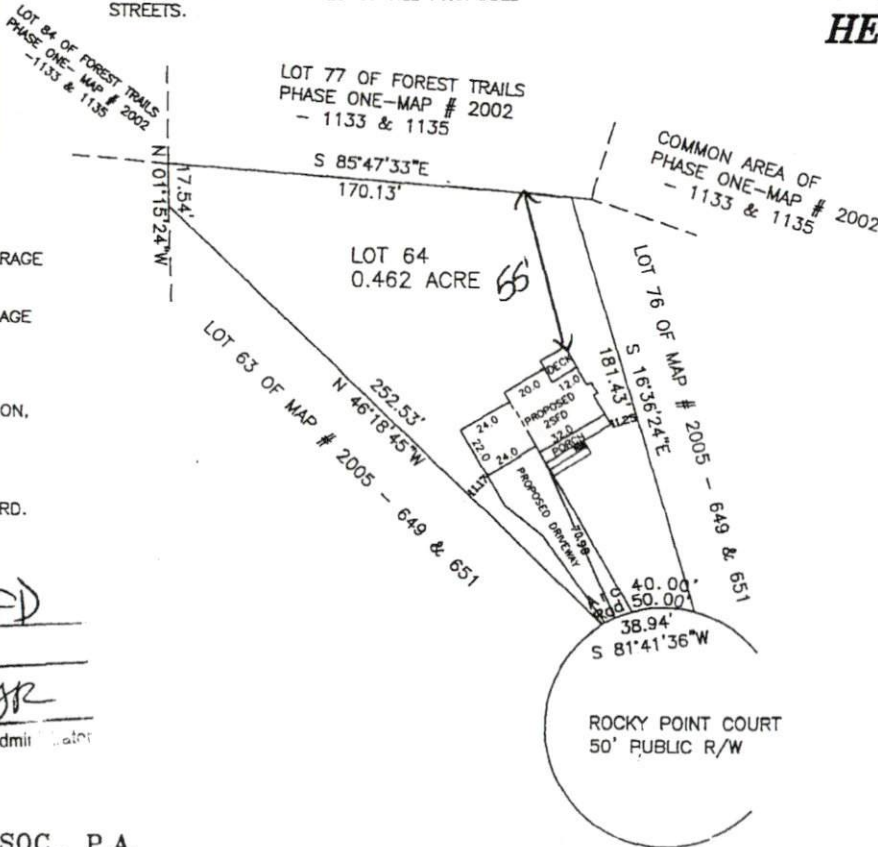 STREETS.
HE
LOT 84 OF FOREST TRAILS
PHASE ONE- MAP # 2002
-1133 & 1135
LOT 77 OF FOREST TRAILS
PHASE ONE-MAP # 2002
- 1133 & 1135
COMMON AREA OF
PHASE ONE-MAP # 2002
- 1133 & 1135
S 85°47'33"E
170.13'
17.54'
N 01°15'24"W
RAGE
AGE
ON,
RD.
LOT 64
0.462 ACRE
55'
LOT 76 OF MAP # 2005 - 649 & 651
S 16°36'24"E
181.43'
LOT 63 OF MAP # 2005 - 649 & 651
252.53'
N 46°18'45"W
DECK
20.0
12.0
PROPOSED
2SFD
24.0
22.0
24.0
32.0
PORCH
11.25
11.17
PROPOSED DRIVEWAY
70.98
40.00'
Rad 50.00'
38.94'
S 81°41'36"W
ROCKY POINT COURT
50' PUBLIC R/W
SOC., P.A.